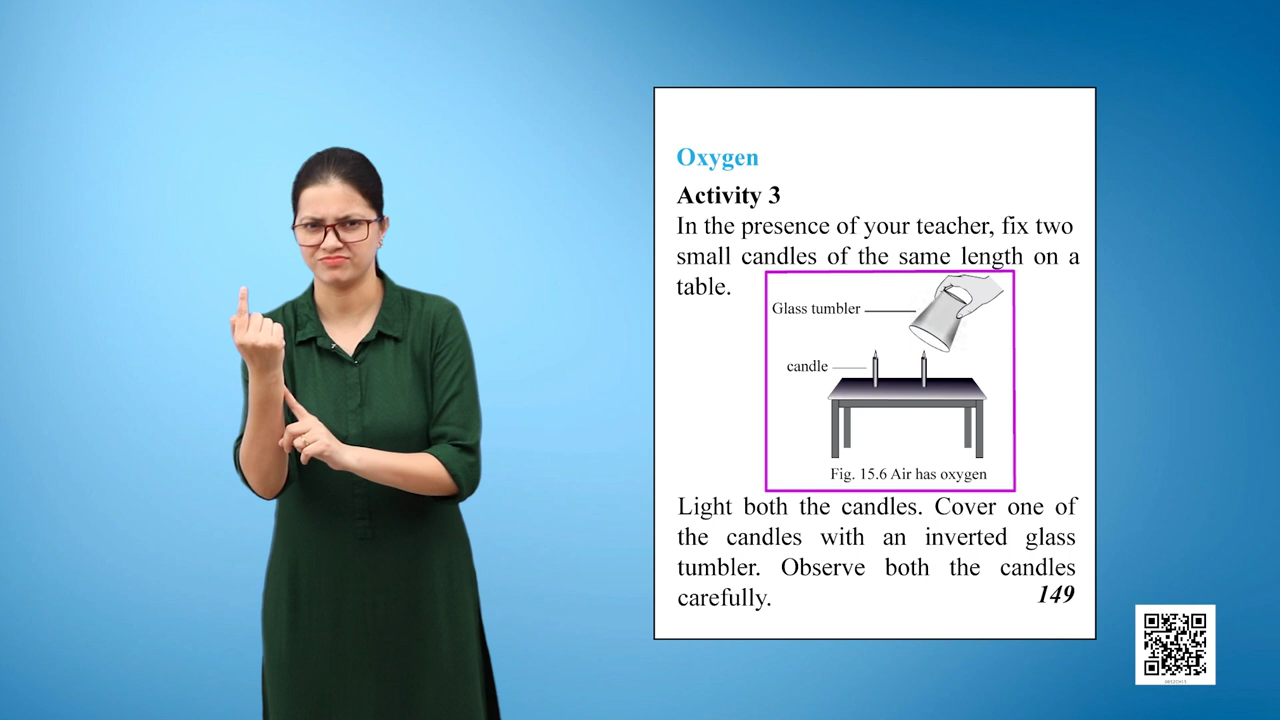 Oxygen
Activity 3
In the presence of your teacher, fix two
small candles of the same length on a
table.
Glass tumbler
candle
Fig. 15.6 Air has oxygen
Light both the candles. Cover one of
the candles with an inverted glass
tumbler. Observe both the candles
carefully.
149